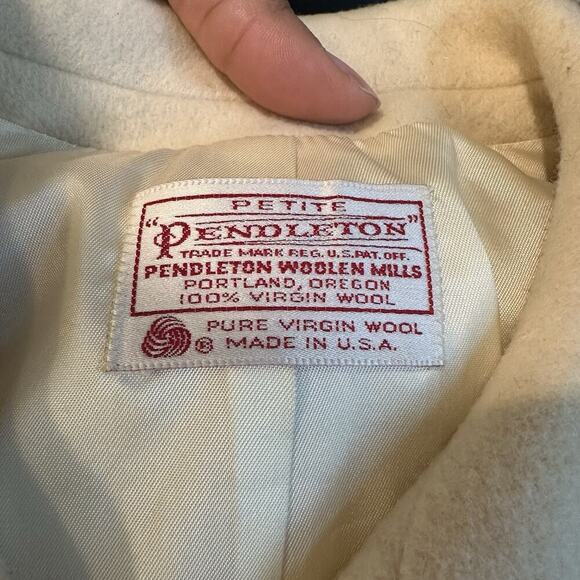 PETITE
"PENDLETON"
TRADE MARK REG. U.S. PAT. OFF.
PENDLETON WOOLEN MILLS
PORTLAND, OREGON
100% VIRGIN WOOL
PURE VIRGIN WOOL
® MADE IN U.S.A.